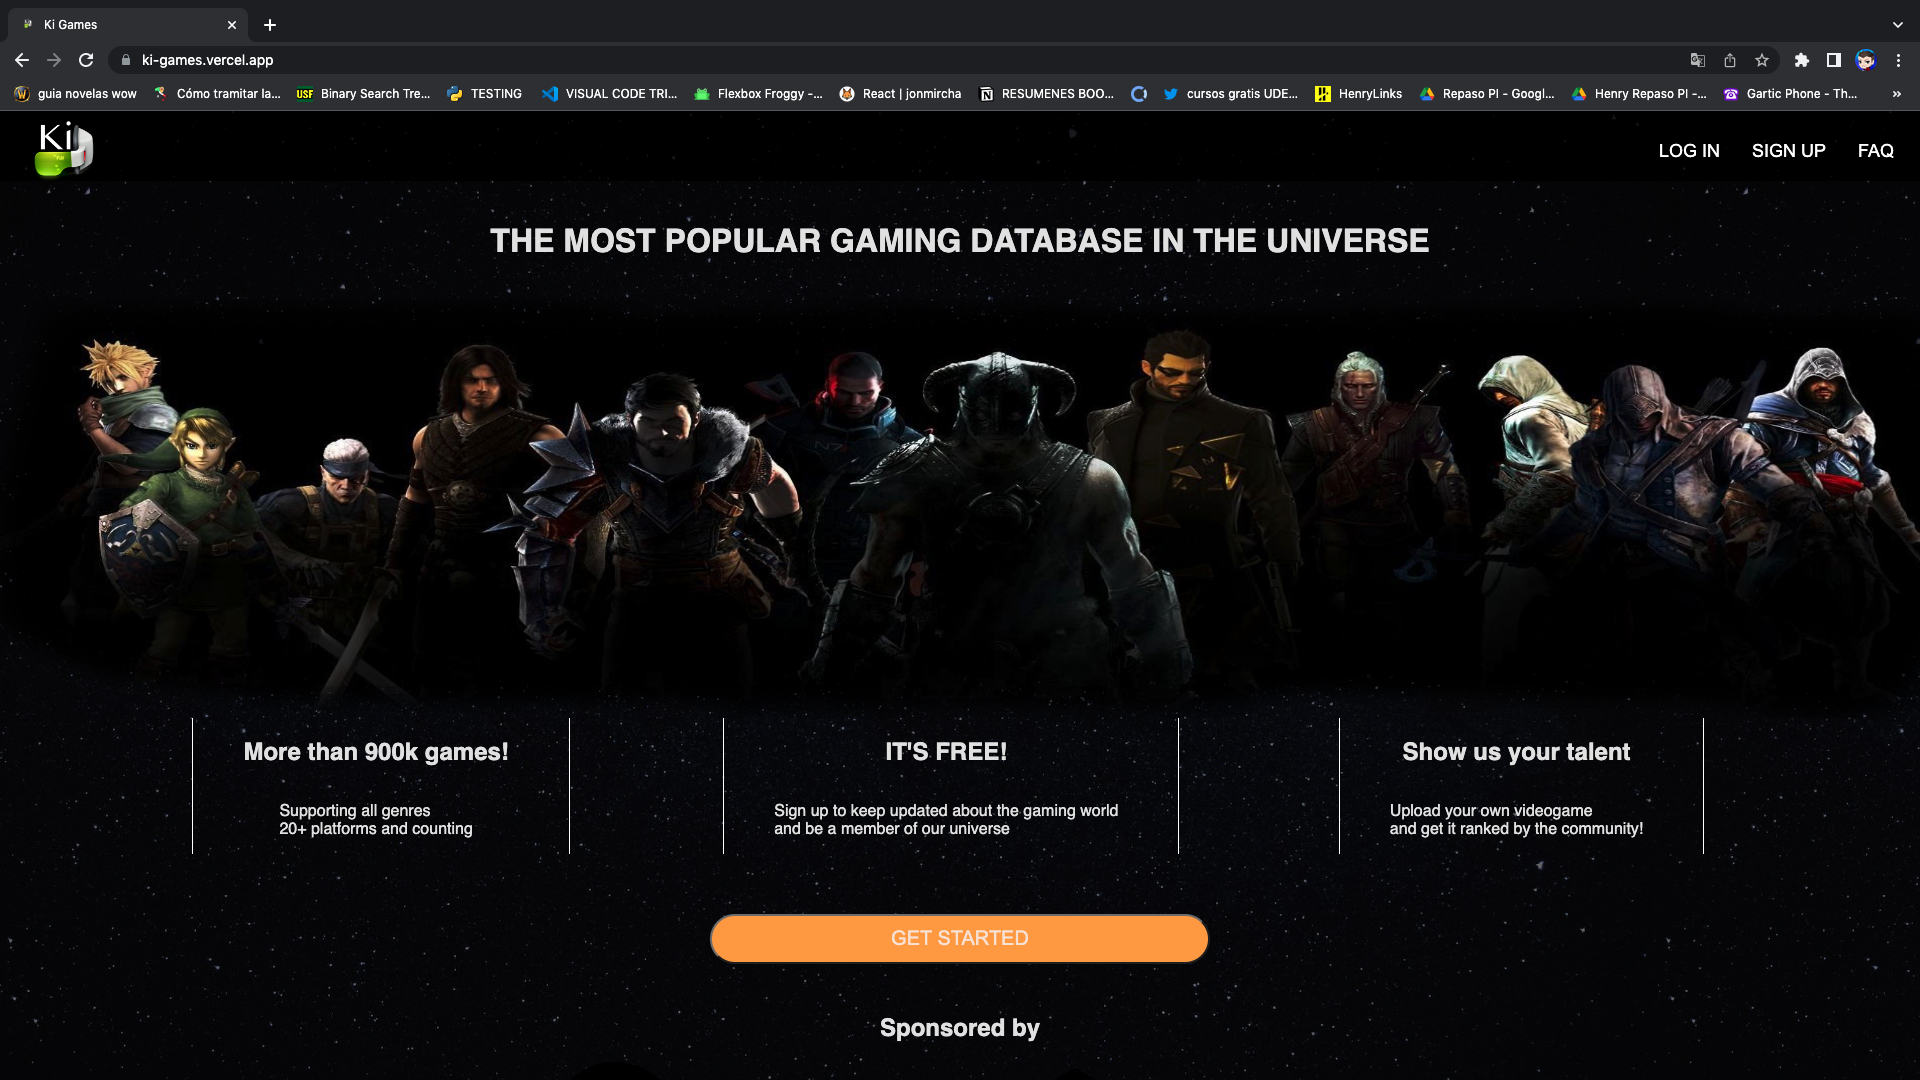 Ki Games
ki-games.vercel.app
guia novelas wow
Cómo tramitar la...
USF
Binary Search Tre...
TESTING
VISUAL CODE TRI...
Flexbox Froggy -...
React | jonmircha
RESUMENES BOO...
cursos gratis UDE...
HenryLinks
Repaso PI - Googl...
Henry Repaso PI -...
Gartic Phone - Th...
Ki
LOG IN
SIGN UP
FAQ
THE MOST POPULAR GAMING DATABASE IN THE UNIVERSE
N7
More than 900k games!
Supporting all genres
20+ platforms and counting
IT'S FREE!
Sign up to keep updated about the gaming world
and be a member of our universe
Show us your talent
Upload your own videogame
and get it ranked by the community!
GET STARTED
Sponsored by